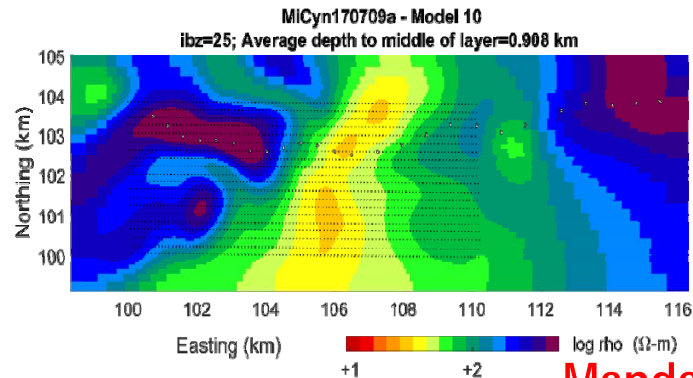 MiCyn170709a - Model 10
ibz=25; Average depth to middle of layer=0.908 km
105
104
103
102
101
100
Northing (km)
100 102 104 106 108 110 112 114 116
Easting (km)
log rho (Ω-m)
+1 +2